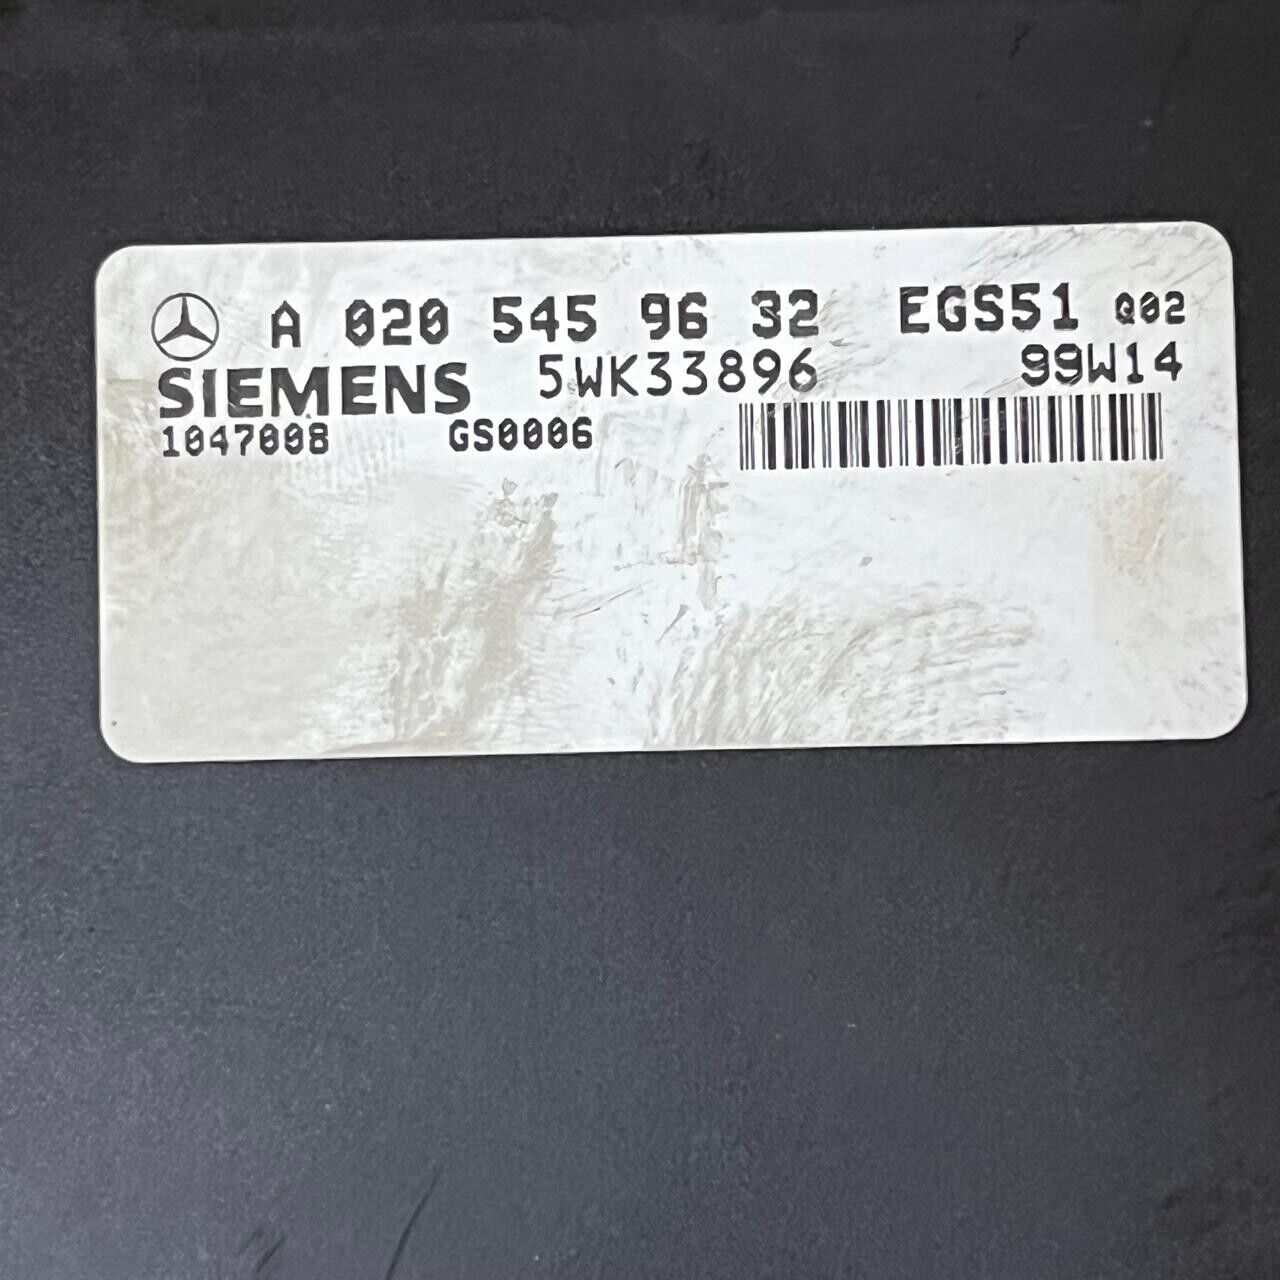 A 020 545 96 32 EGS51 Q02
SIEMENS 5WK33896 99W14
1047008 GS0006